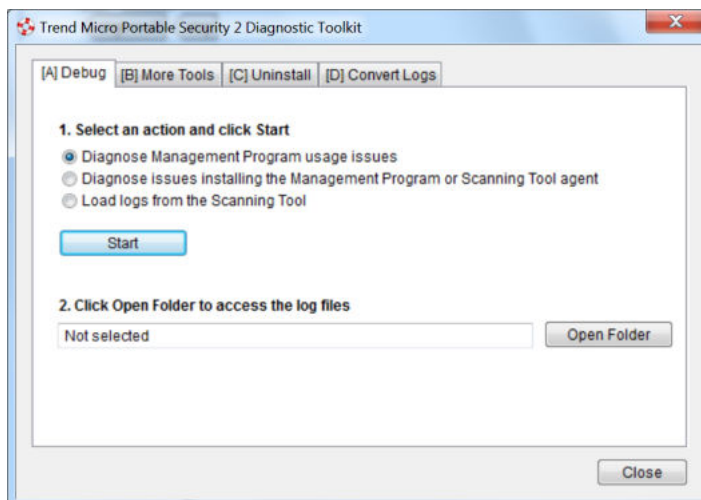 Trend Micro Portable Security 2 Diagnostic Toolkit
[A] Debug [B] More Tools [C] Uninstall [D] Convert Logs
1. Select an action and click Start
Diagnose Management Program usage issues
Diagnose issues installing the Management Program or Scanning Tool agent
Load logs from the Scanning Tool
Start
2. Click Open Folder to access the log files
Not selected Open Folder
Close